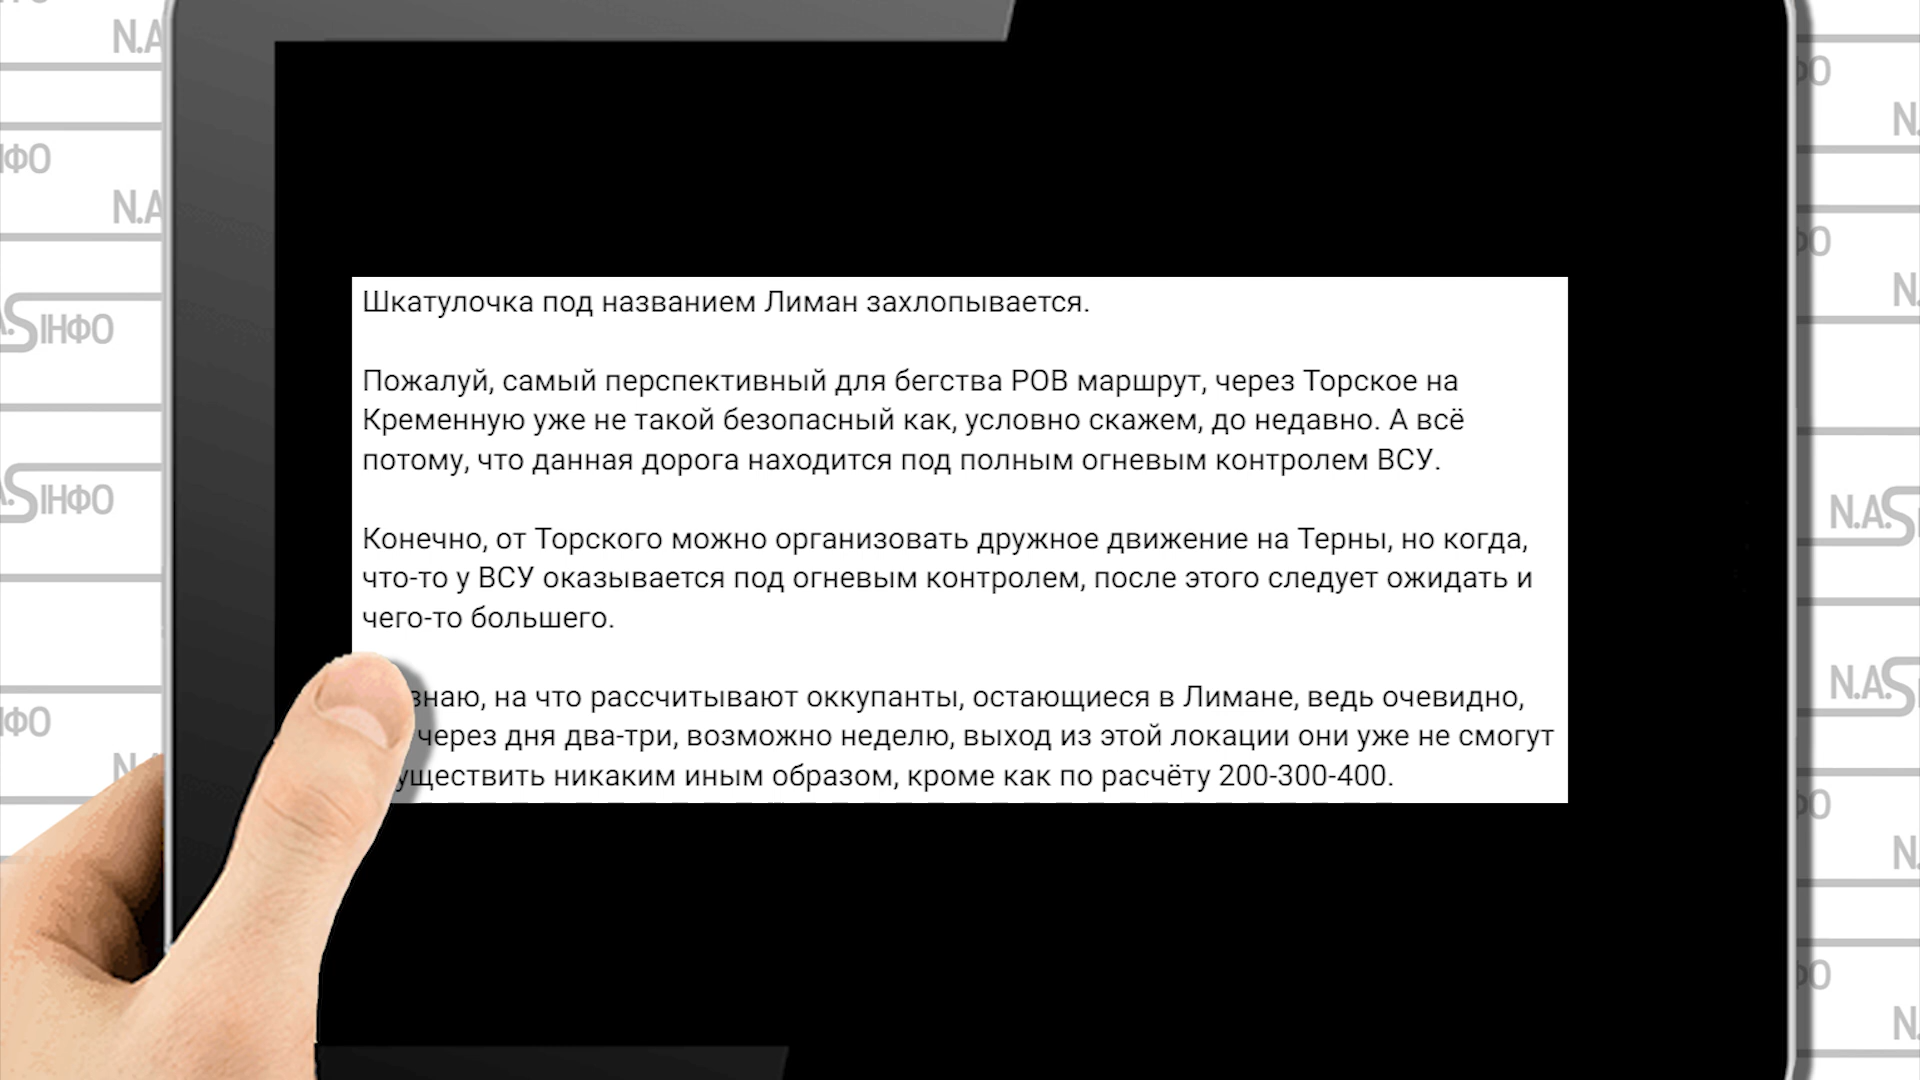 Шкатулочка под названием Лиман захлопывается.
Пожалуй, самый перспективный для бегства РОВ маршрут, через Торское на
Кременную уже не такой безопасный как, условно скажем, до недавно. А всё
потому, что данная дорога находится под полным огневым контролем ВСУ.
Конечно, от Торского можно организовать дружное движение на Терны, но когда,
что-то у ВСУ оказывается под огневым контролем, после этого следует ожидать и
чего-то большего.
знаю, на что рассчитывают оккупанты, остающиеся в Лимане, ведь очевидно,
через дня два-три, возможно неделю, выход из этой локации они уже не смогут
никаким иным образом, кроме как по расчёту 200-300-400.